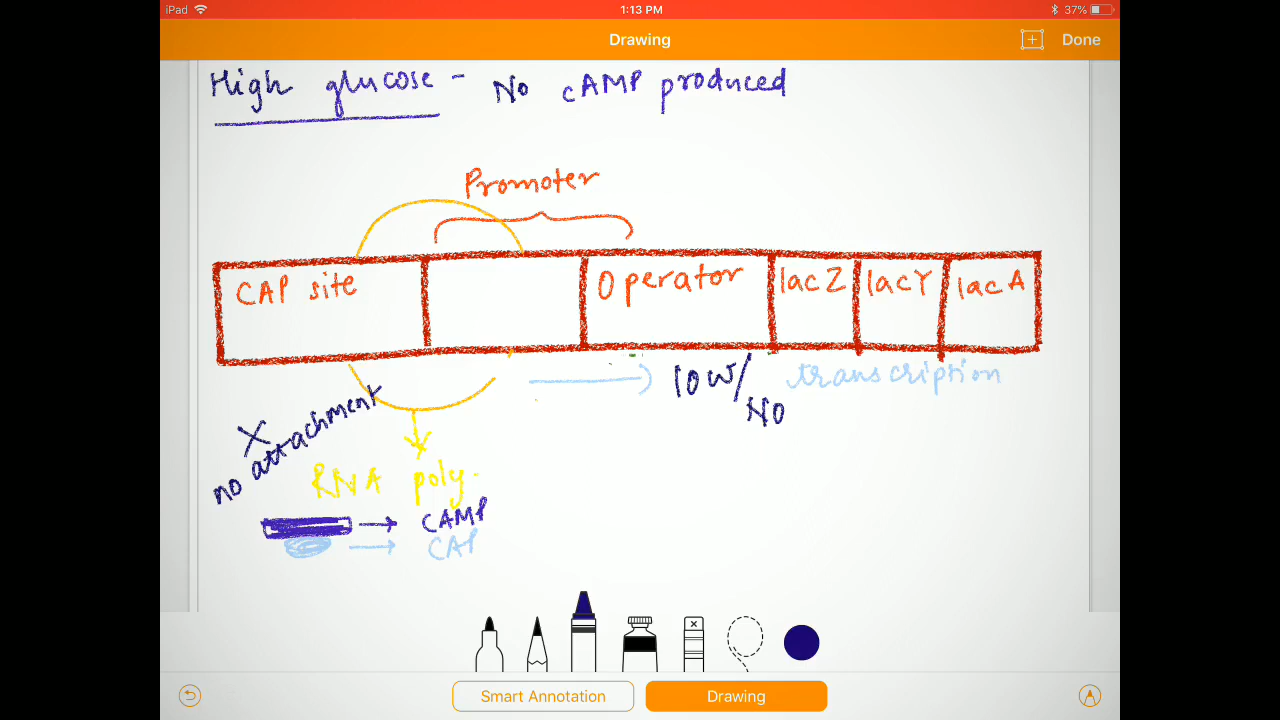 iPad 1:13 PM 37%
Drawing Done
High glucose - No cAMP produced
Promoter
CAP site Operator lacZ lacY lacA
low/No transcription
X no attachment
RNA poly.
CAMP
CAP
Smart Annotation Drawing